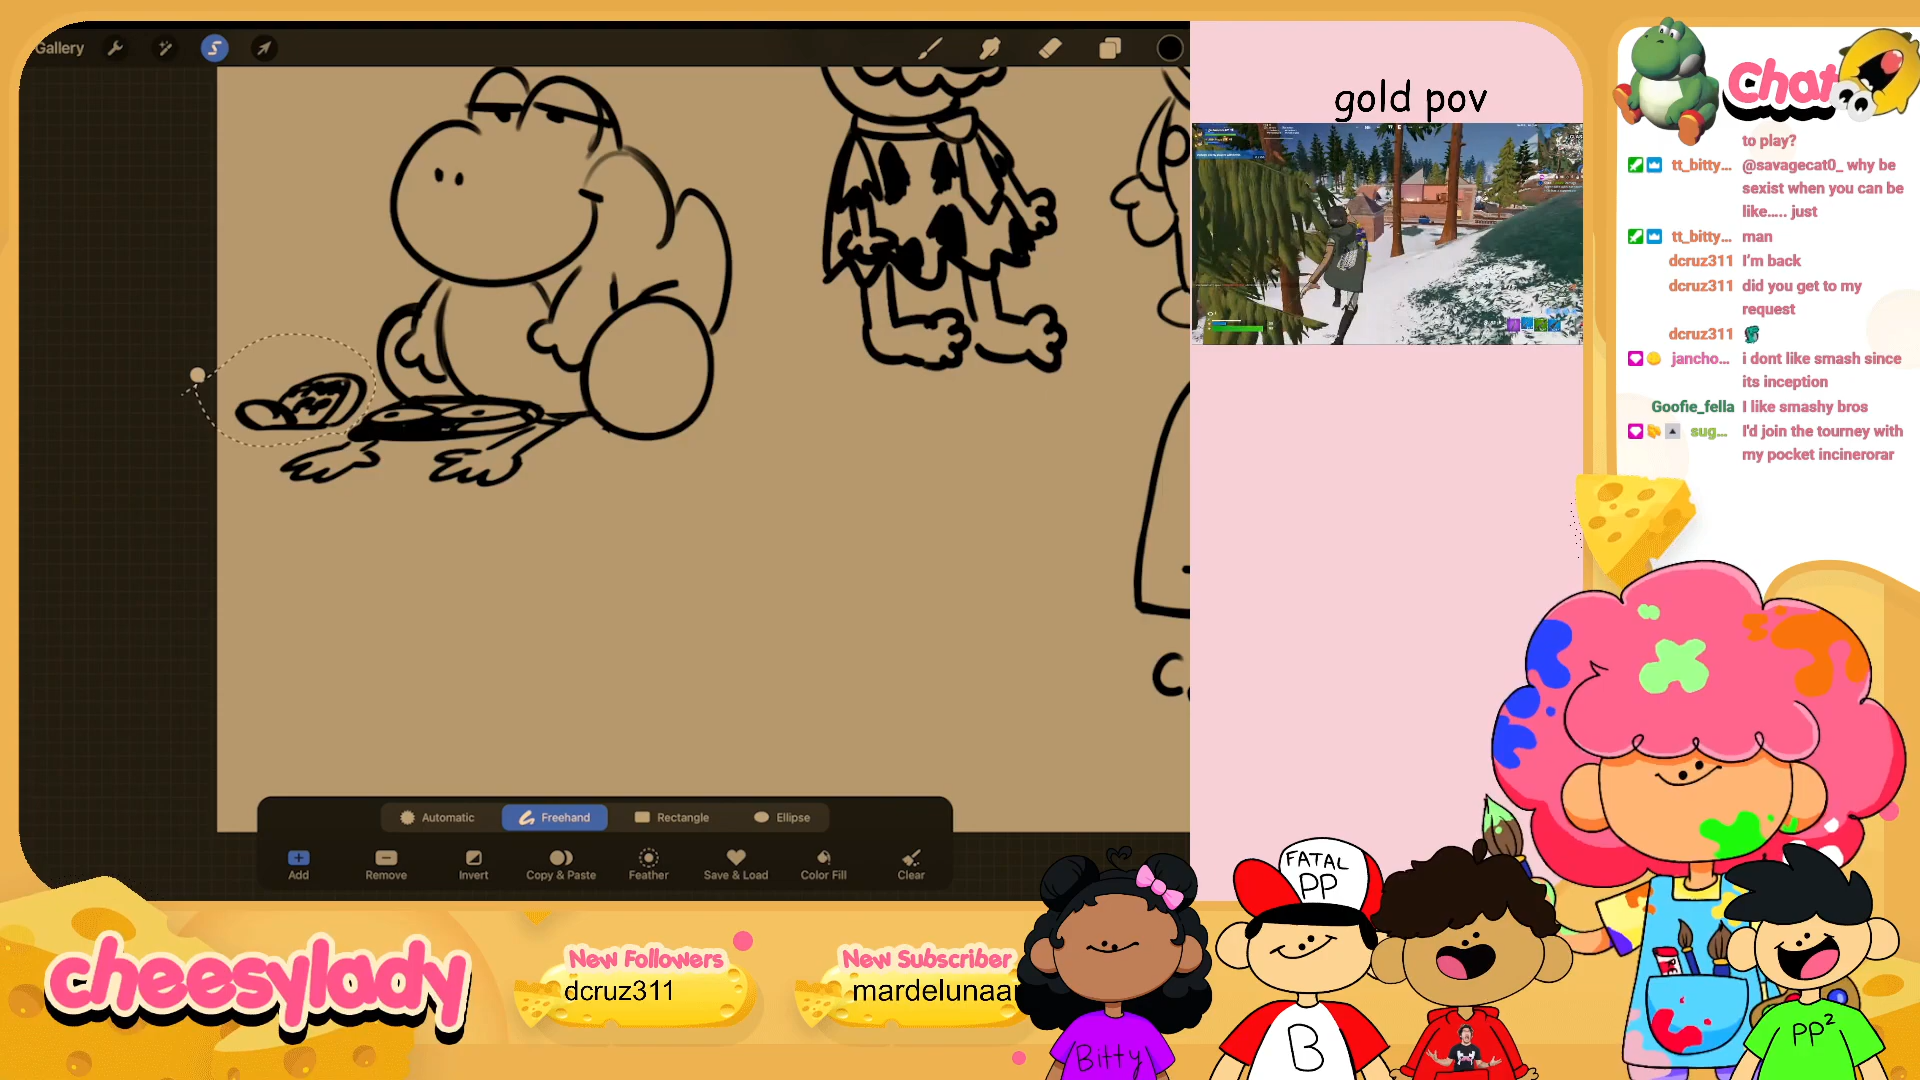 Gallery
gold pov
Chat
to play?
tt_bitty... @savagecat0_ why be
sexist when you can be
like..... just
tt_bitty... man
dcruz311 I'm back
dcruz311 did you get to my
request
dcruz311
jancho... i dont like smash since
its inception
Goofie_fella I like smashy bros
sug... I'd join the tourney with
my pocket incinerorar
C
Automatic
Freehand
Rectangle
Ellipse
Add
Remove
Invert
Copy & Paste
Feather
Save & Load
Color Fill
Clear
cheesylady
New Followers
dcruz311
New Subscriber
mardelunaar
FATAL
PP
Bitty
B
PP²